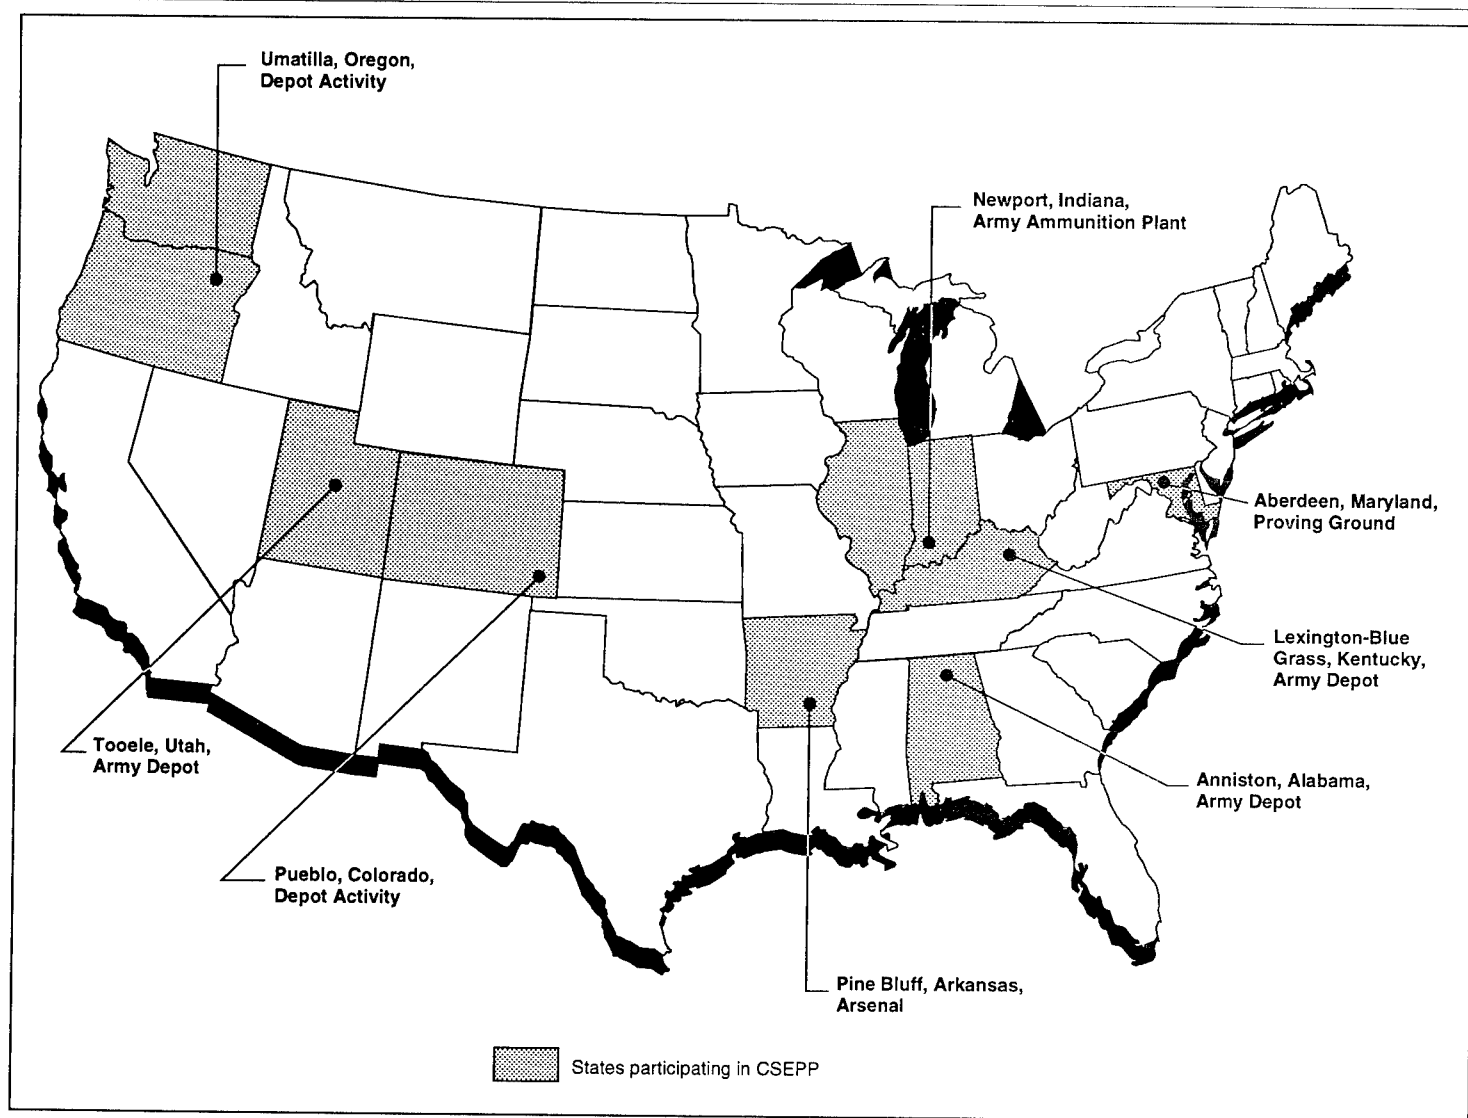 Umatilla, Oregon,
Depot Activity
Newport, Indiana,
Army Ammunition Plant
Aberdeen, Maryland,
Proving Ground
Lexington-Blue
Grass, Kentucky,
Army Depot
Tooele, Utah,
Army Depot
Anniston, Alabama,
Army Depot
Pueblo, Colorado,
Depot Activity
Pine Bluff, Arkansas,
Arsenal
States participating in CSEPP